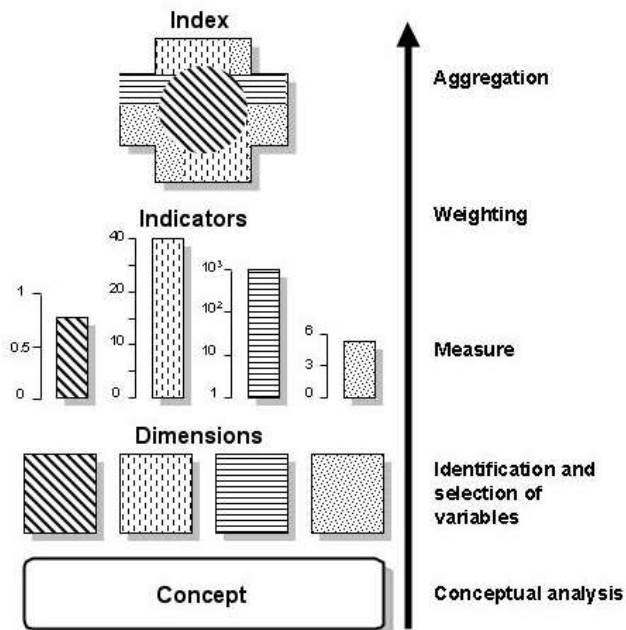 Index
Aggregation
Weighting
Indicators
40
20
10
0
1
0.5
0
10³
10²
10
1
6
3
0
Measure
Dimensions
Identification and
selection of
variables
Concept
Conceptual analysis